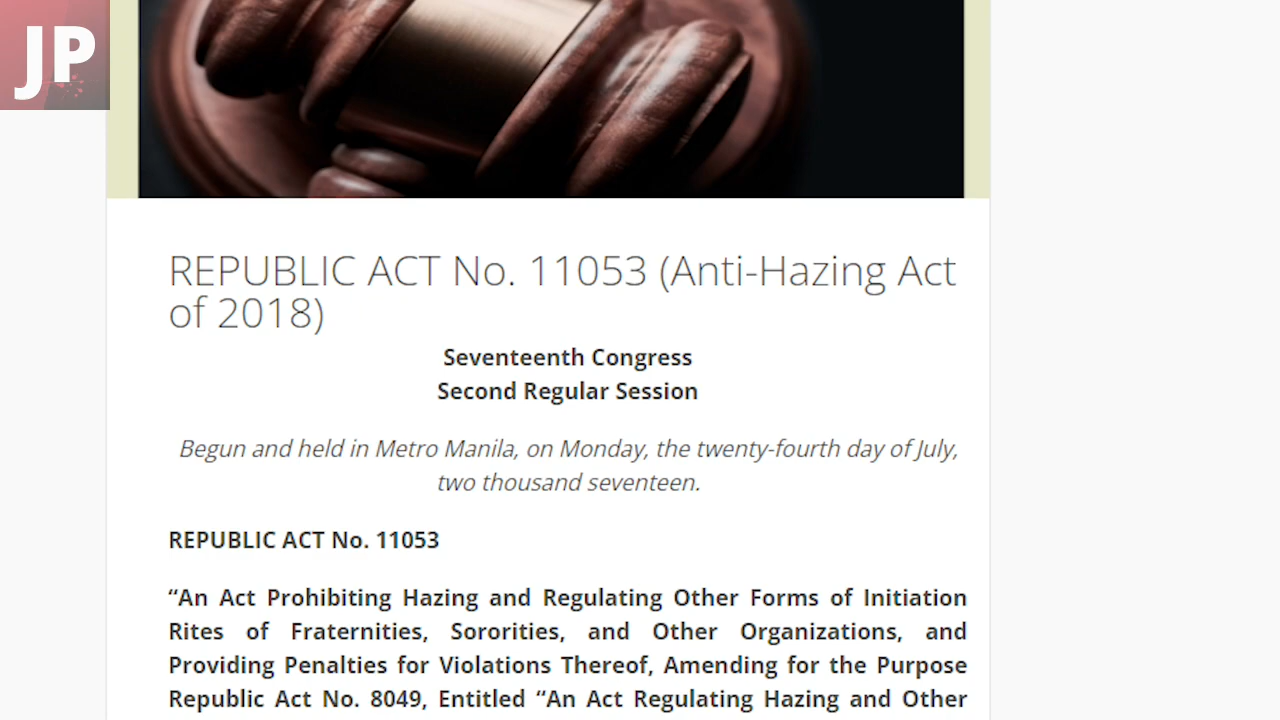 JP
REPUBLIC ACT No. 11053 (Anti-Hazing Act
of 2018)
Seventeenth Congress
Second Regular Session
Begun and held in Metro Manila, on Monday, the twenty-fourth day of July,
two thousand seventeen.
REPUBLIC ACT No. 11053
“An Act Prohibiting Hazing and Regulating Other Forms of Initiation
Rites of Fraternities, Sororities, and Other Organizations, and
Providing Penalties for Violations Thereof, Amending for the Purpose
Republic Act No. 8049, Entitled “An Act Regulating Hazing and Other